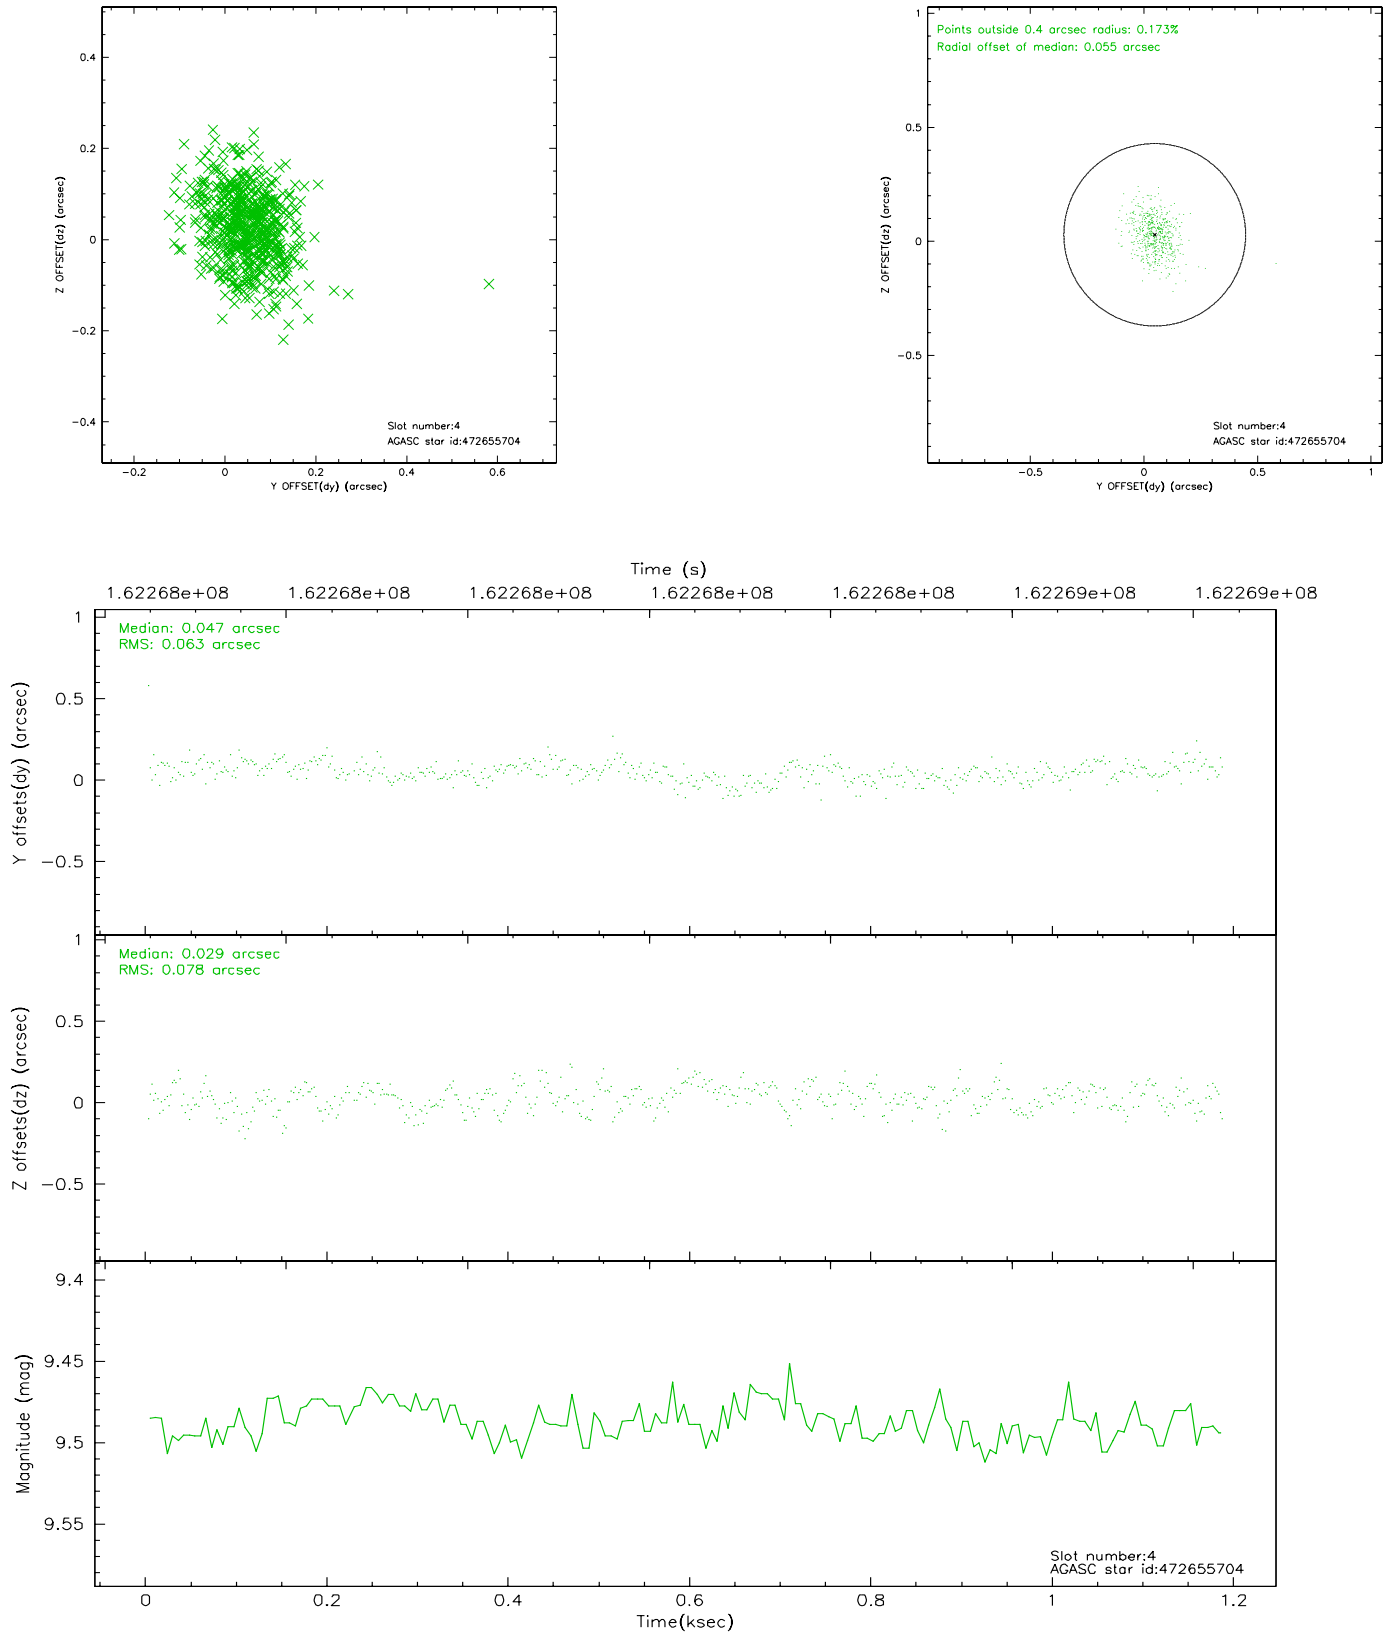 0.4
0.2
0
−0.2
−0.4
Z OFFSET(dz) (arcsec)
Slot number:4
AGASC star id:472655704
−0.2
0
0.2
0.4
0.6
Y OFFSET(dy) (arcsec)
Points outside 0.4 arcsec radius: 0.173%
Radial offset of median: 0.055 arcsec
1
0.5
0
−0.5
Z OFFSET(dz) (arcsec)
Slot number:4
AGASC star id:472655704
−0.5
0
0.5
1
Y OFFSET(dy) (arcsec)
Time (s)
1.62268e+08
1.62268e+08
1.62268e+08
1.62268e+08
1.62268e+08
1.62269e+08
1.62269e+08
Median: 0.047 arcsec
RMS: 0.063 arcsec
1
0.5
0
−0.5
Y offsets(dy) (arcsec)
Median: 0.029 arcsec
RMS: 0.078 arcsec
1
0.5
0
−0.5
Z offsets(dz) (arcsec)
9.4
9.45
9.5
9.55
Magnitude (mag)
Slot number:4
AGASC star id:472655704
0
0.2
0.4
0.6
0.8
1
1.2
Time(ksec)